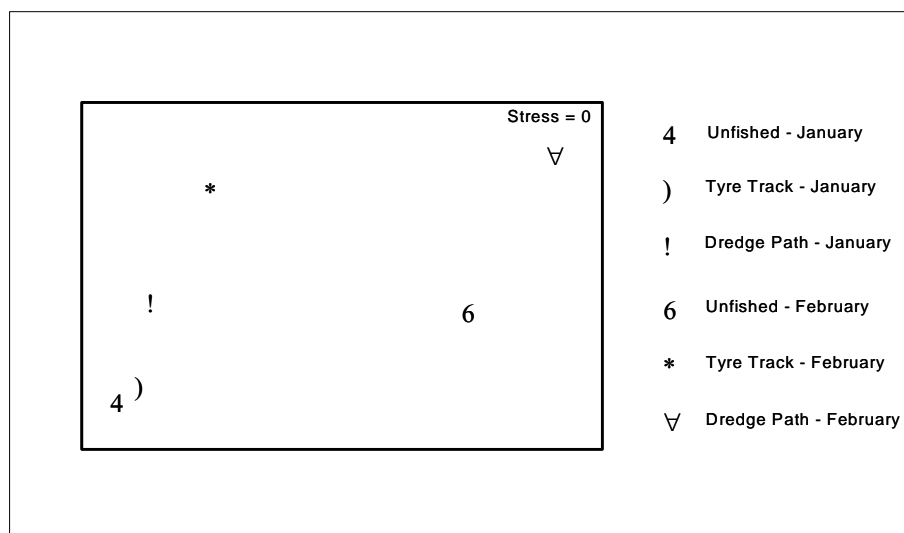 Stress = 0
∀
*
!
6
)
4
4 Unfished - January
) Tyre Track - January
! Dredge Path - January
6 Unfished - February
* Tyre Track - February
∀ Dredge Path - February